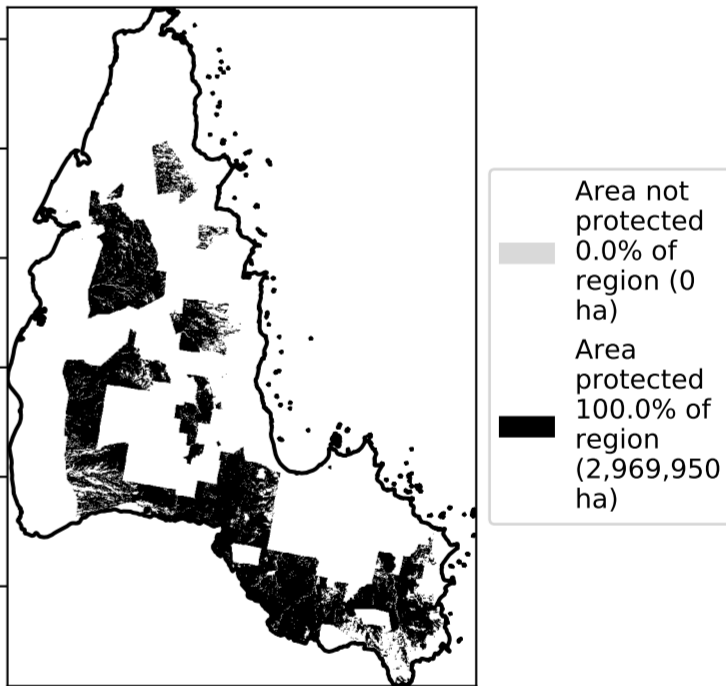 Area not
protected
0.0% of
region (0
ha)
Area
protected
100.0% of
region
(2,969,950
ha)